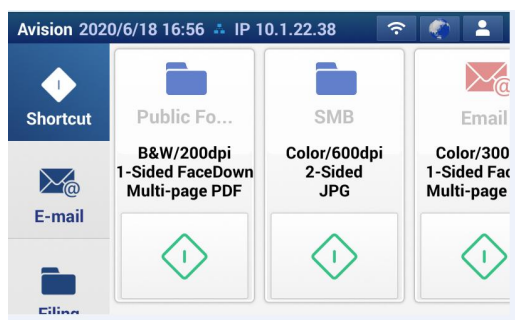 Avision 2020/6/18 16:56 IP 10.1.22.38
Shortcut
E-mail
Filing
Public Fo...
B&W/200dpi
1-Sided FaceDown
Multi-page PDF
SMB
Color/600dpi
2-Sided
JPG
Email
Color/300
1-Sided Fac
Multi-page